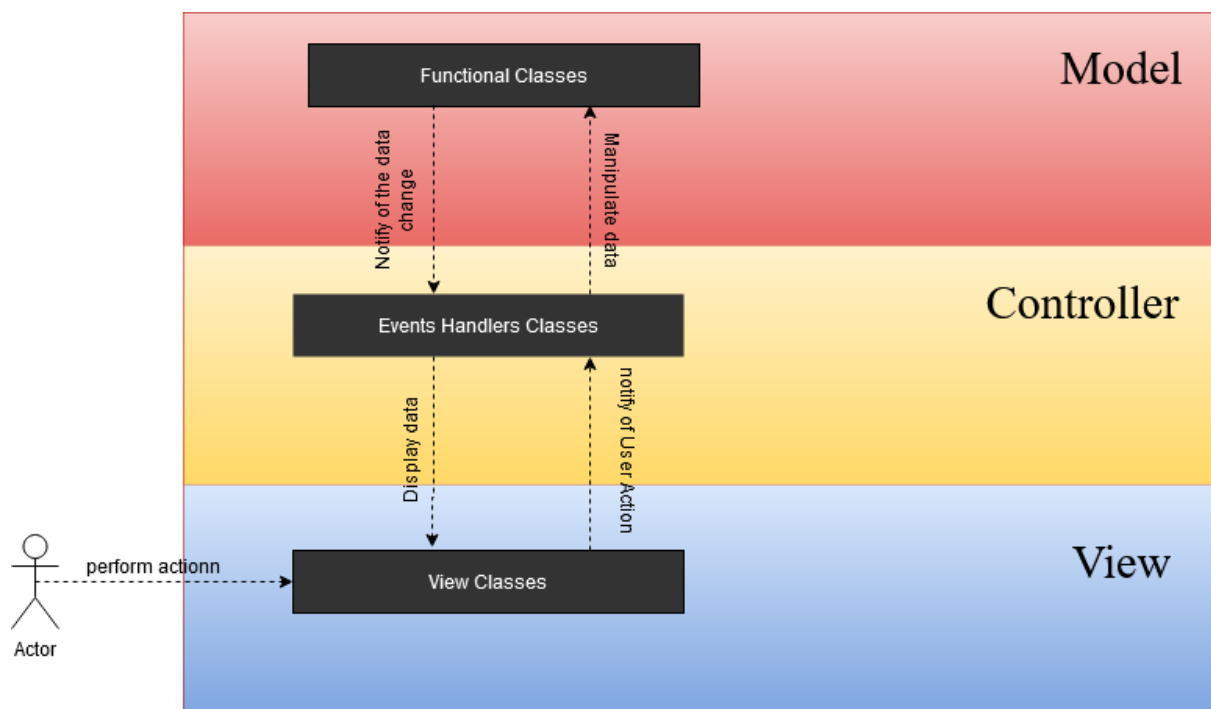 Model
Functional Classes
Notify of the data
change
Manipulate data
Controller
Events Handlers Classes
Display data
notify of User Action
View
perform actionn
View Classes
Actor